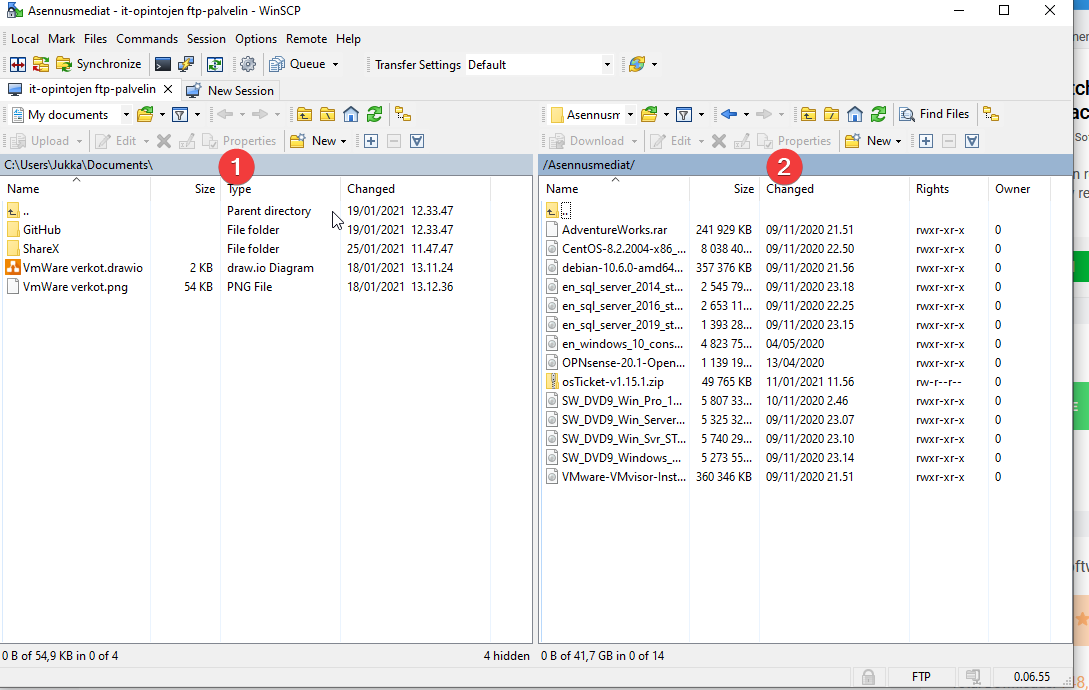 Asennusmediat - it-opintojen ftp-palvelin - WinSCP
Local Mark Files Commands Session Options Remote Help
Synchronize Queue Transfer Settings Default
it-opintojen ftp-palvelin New Session
My documents Asennusm Find Files
Upload Edit Properties New Download Edit Properties New
C:\Users\Jukka\Documents\ 1 /Asennusmediat/ 2
Name Size Type Changed Name Size Changed Rights Owner
.. Parent directory 19/01/2021 12.33.47 ..
GitHub File folder 19/01/2021 12.33.47 AdventureWorks.rar 241 929 KB 09/11/2020 21.51 rwxr-xr-x 0
ShareX File folder 25/01/2021 11.47.47 CentOS-8.2.2004-x86_... 8 038 40... 09/11/2020 22.50 rwxr-xr-x 0
VmWare verkot.drawio 2 KB draw.io Diagram 18/01/2021 13.11.24 debian-10.6.0-amd64... 357 376 KB 09/11/2020 21.56 rwxr-xr-x 0
VmWare verkot.png 54 KB PNG File 18/01/2021 13.12.36 en_sql_server_2014_st... 2 545 79... 09/11/2020 23.18 rwxr-xr-x 0
en_sql_server_2016_st... 2 653 11... 09/11/2020 22.25 rwxr-xr-x 0
en_sql_server_2019_st... 1 393 28... 09/11/2020 23.15 rwxr-xr-x 0
en_windows_10_cons... 4 823 75... 04/05/2020 rwxr-xr-x 0
OPNsense-20.1-Open... 1 139 19... 13/04/2020 rwxr-xr-x 0
osTicket-v1.15.1.zip 49 765 KB 11/01/2021 11.56 rw-r--r-- 0
SW_DVD9_Win_Pro_1... 5 807 33... 10/11/2020 2.46 rwxr-xr-x 0
SW_DVD9_Win_Server... 5 325 32... 09/11/2020 23.07 rwxr-xr-x 0
SW_DVD9_Win_Svr_ST... 5 740 29... 09/11/2020 23.10 rwxr-xr-x 0
SW_DVD9_Windows_... 5 273 55... 09/11/2020 23.14 rwxr-xr-x 0
VMware-VMvisor-Inst... 360 346 KB 09/11/2020 21.51 rwxr-xr-x 0
0 B of 54,9 KB in 0 of 4 4 hidden 0 B of 41,7 GB in 0 of 14
FTP 0.06.55